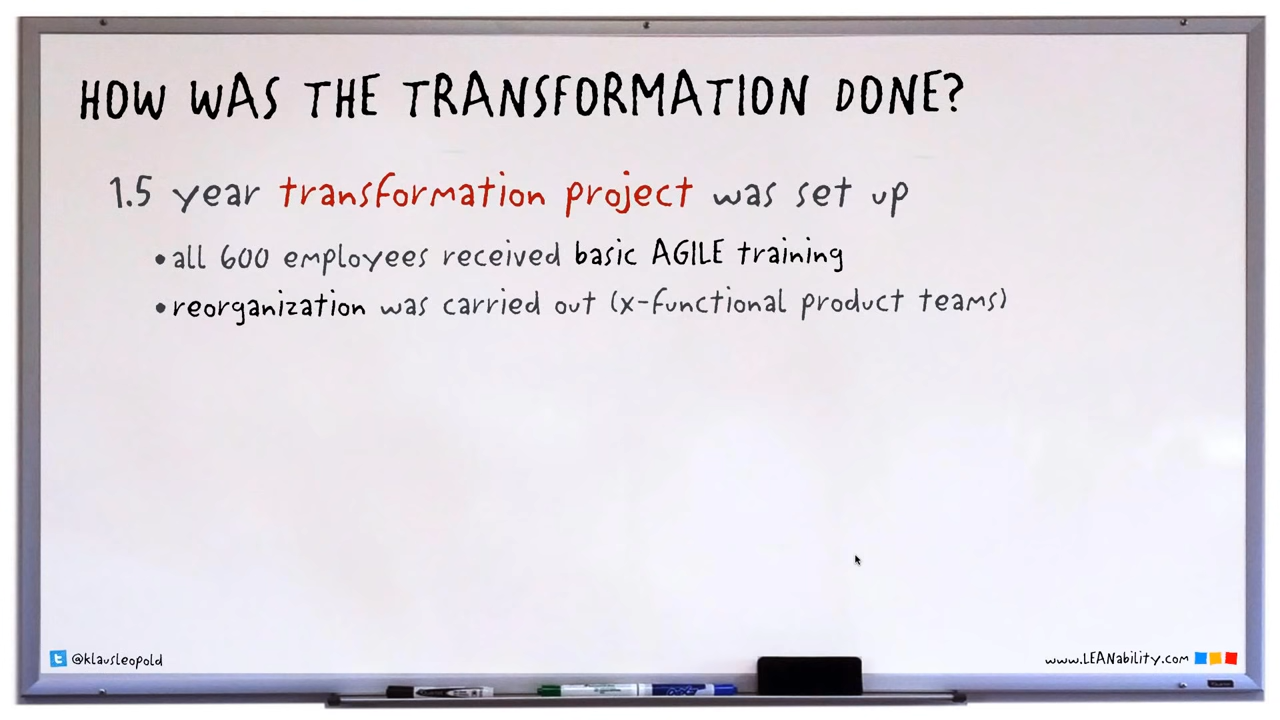 HOW WAS THE TRANSFORMATION DONE?
1.5 year transformation project was set up
•all 600 employees received basic AGILE training
•reorganization was carried out (x-functional product teams)
@klausleopold
www.LEANability.com